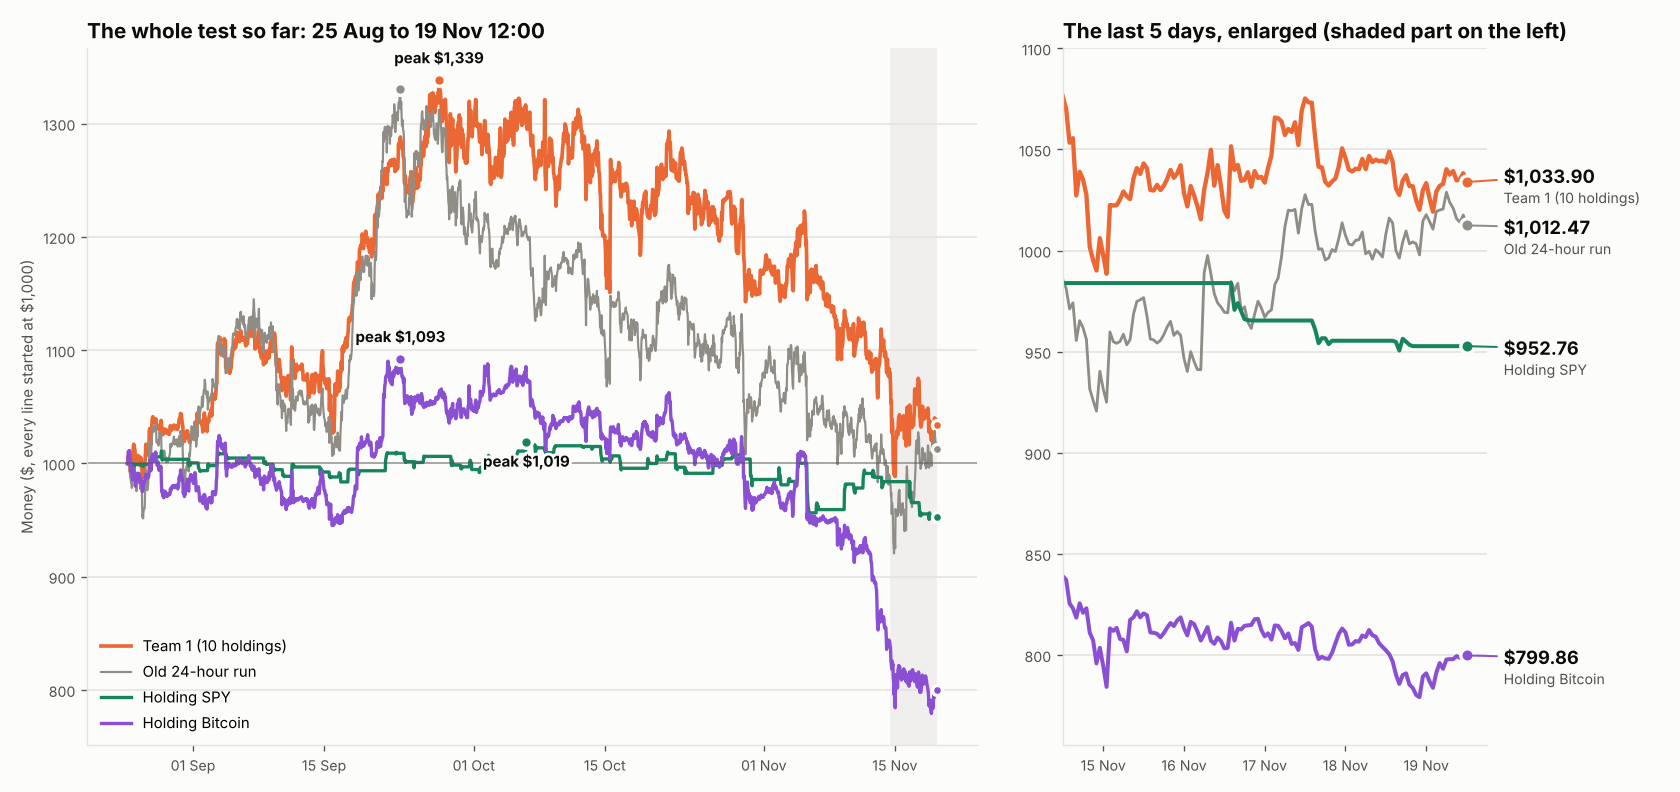 The whole test so far: 25 Aug to 19 Nov 12:00
peak $1,339
peak $1,093
peak $1,019
Money ($, every line started at $1,000)
1300
1200
1100
1000
900
800
Team 1 (10 holdings)
Old 24-hour run
Holding SPY
Holding Bitcoin
01 Sep
15 Sep
01 Oct
15 Oct
01 Nov
15 Nov
The last 5 days, enlarged (shaded part on the left)
1100
1050
1000
950
900
850
800
$1,033.90
Team 1 (10 holdings)
$1,012.47
Old 24-hour run
$952.76
Holding SPY
$799.86
Holding Bitcoin
15 Nov
16 Nov
17 Nov
18 Nov
19 Nov